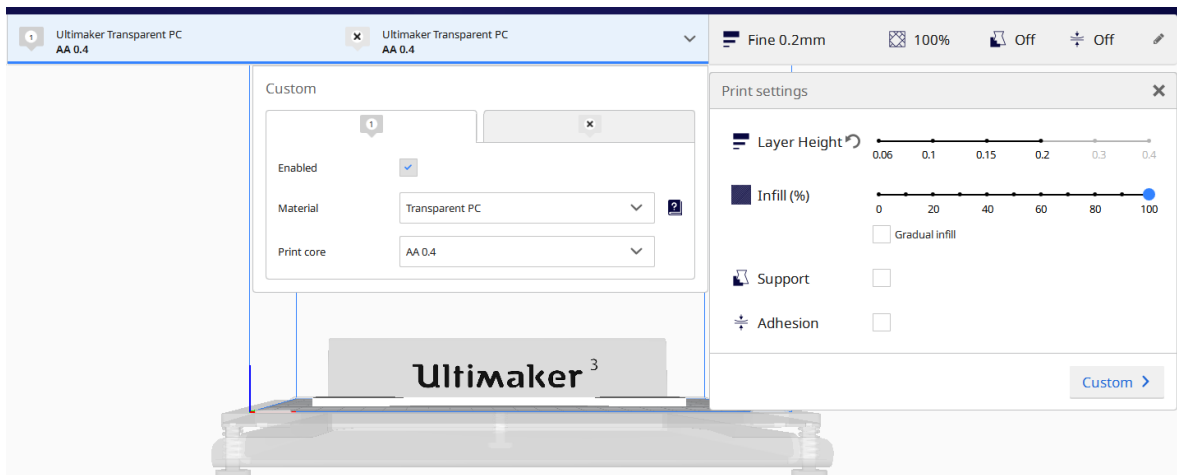 1
Ultimaker Transparent PC
AA 0.4
Ultimaker Transparent PC
AA 0.4
Fine 0.2mm
100%
Off
Off
Custom
1
Enabled
Material
Transparent PC
?
Print core
AA 0.4
Print settings
Layer Height
0.06 0.1 0.15 0.2 0.3 0.4
Infill (%)
0 20 40 60 80 100
Gradual infill
Support
Adhesion
Custom
Ultimaker 3